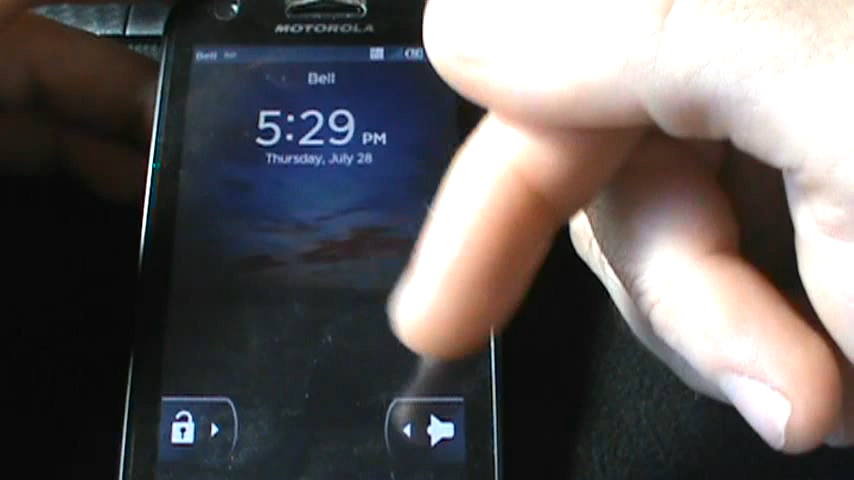 MOTOROLA
Bell
Bell
5:29 PM
Thursday, July 28